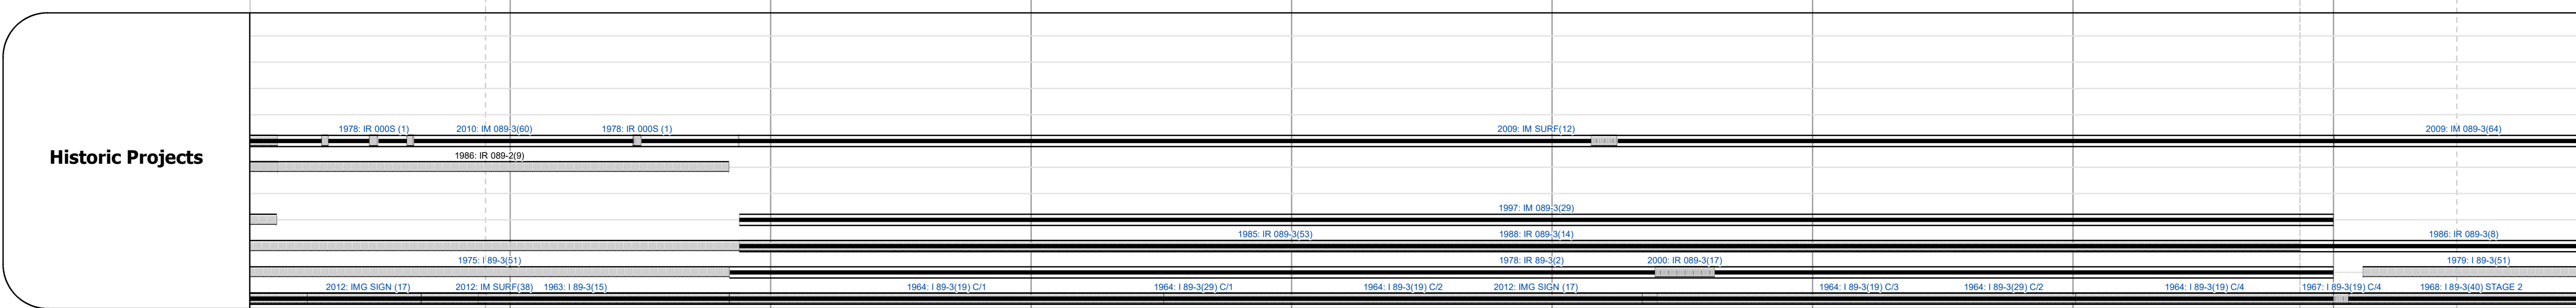 1978: IR 000S (1) 2010: IM 089-3(60) 1978: IR 000S (1) 2009: IM SURF(12) 2009: IM 089-3(64)
1986: IR 089-2(9)
Historic Projects
1997: IM 089-3(29)
1985: IR 089-3(53) 1988: IR 089-3(14) 1986: IR 089-3(8)
1975: I 89-3(51) 1978: IR 89-3(2) 2000: IR 089-3(17) 1979: I 89-3(51)
2012: IMG SIGN (17) 2012: IM SURF(38) 1963: I 89-3(15) 1964: I 89-3(19) C/1 1964: I 89-3(29) C/1 1964: I 89-3(19) C/2 2012: IMG SIGN (17) 1964: I 89-3(19) C/3 1964: I 89-3(29) C/2 1964: I 89-3(19) C/4 1967: I 89-3(19) C/4 1968: I 89-3(40) STAGE 2